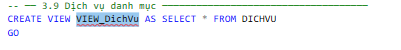 -- —— 3.9 Dịch vụ danh mục ——————————————————————————————
CREATE VIEW VIEW_DichVu AS SELECT * FROM DICHVU
GO